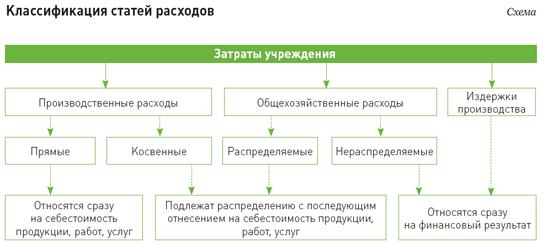 Классификация статей расходов
Схема
Затраты учреждения
Производственные расходы
Общехозяйственные расходы
Издержки
производства
Прямые
Косвенные
Распределяемые
Нераспределяемые
Относятся сразу
на себестоимость
продукции, работ, услуг
Подлежат распределению с последующим
отнесением на себестоимость продукции,
работ, услуг
Относятся сразу
на финансовый результат